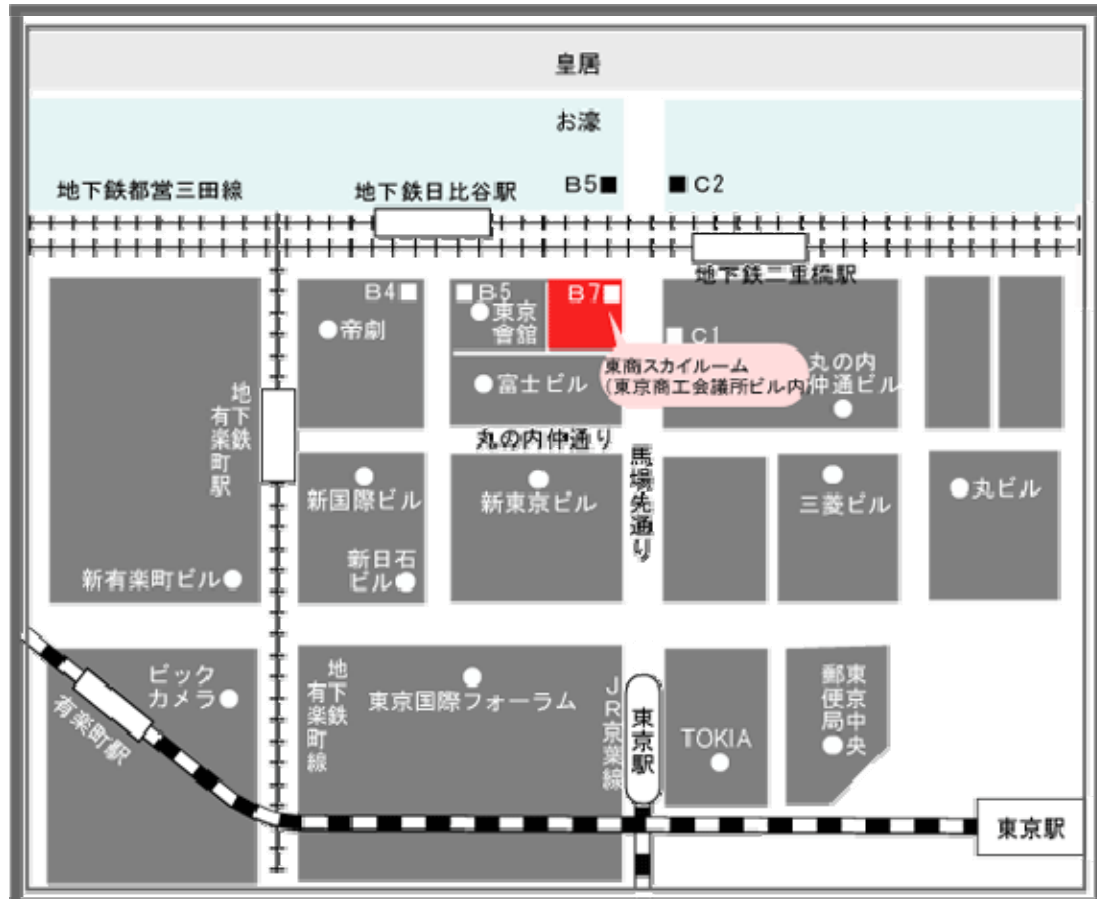 皇居
お濠
B5
C2
地下鉄都営三田線
地下鉄日比谷駅
地下鉄二重橋駅
B4
B5
B7
帝劇
東京
會館
C1
東商スカイルーム
(東京商工会議所ビル内)
丸の内
仲通ビル
富士ビル
地下鉄
有楽町駅
丸の内仲通り
馬場先通り
新国際ビル
新東京ビル
三菱ビル
丸ビル
新日石
ビル
新有楽町ビル
ビック
カメラ
有楽町駅
地下鉄
有楽町線
東京国際フォーラム
JR京葉線
東京駅
TOKIA
東京中央
郵便局
東京駅